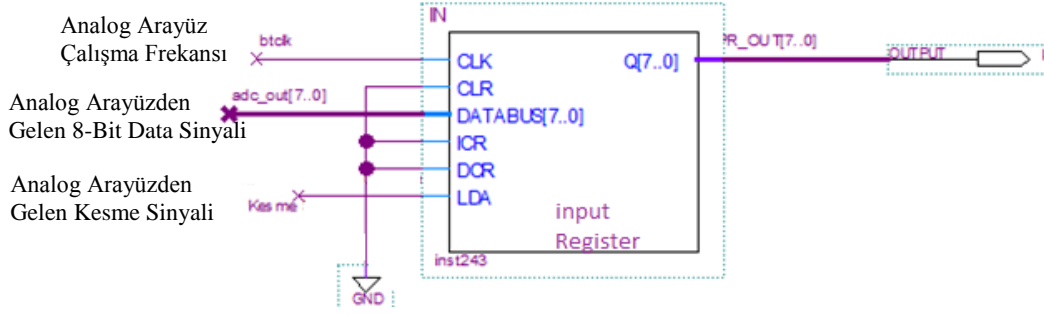 Analog Arayüz
Çalışma Frekansı
btclk
Analog Arayüzden
Gelen 8-Bit Data Sinyali
adc_out[7..0]
Analog Arayüzden
Gelen Kesme Sinyali
Kesme
IN
CLK
CLR
DATABUS[7..0]
ICR
DCR
LDA
Q[7..0]
input
Register
inst243
PR_OUT[7..0]
OUTPUT
GND